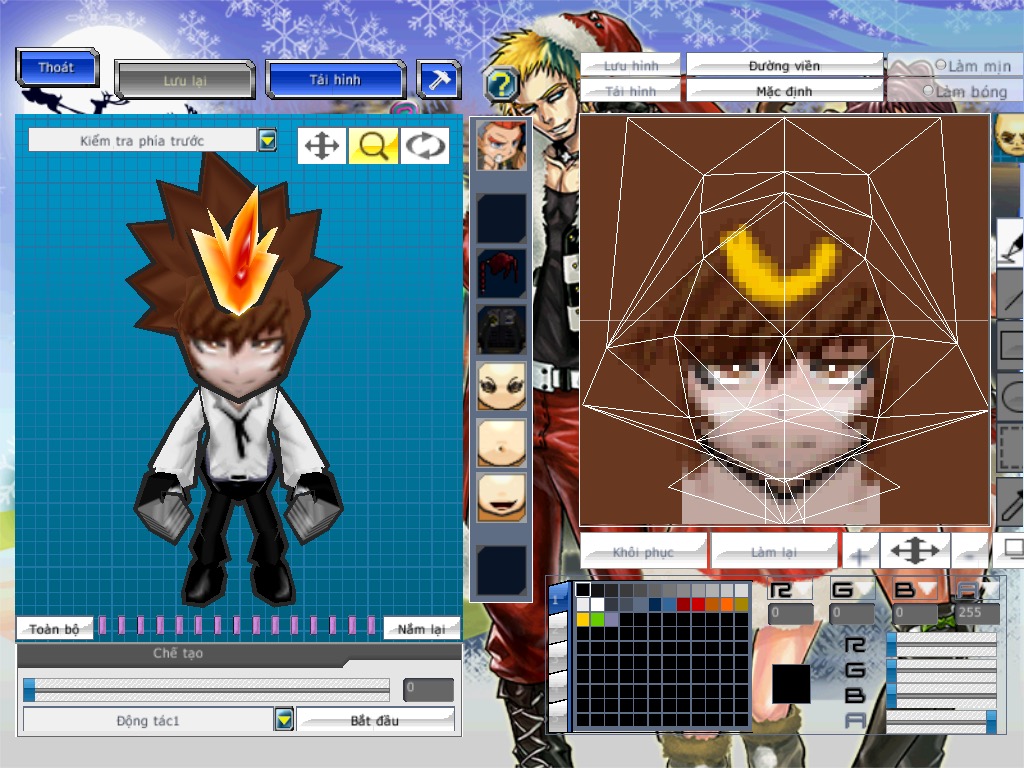 Thoát
Lưu lại
Tải hình
?
Lưu hình
Đường viền
Làm mịn
Tải hình
Mặc định
Làm bóng
Kiểm tra phía trước
Toàn bộ
Nắm lại
Chế tạo
0
Động tác1
Bắt đầu
Khôi phục
Làm lại
+
-
1
R
G
B
A
0
0
0
255
R
G
B
A